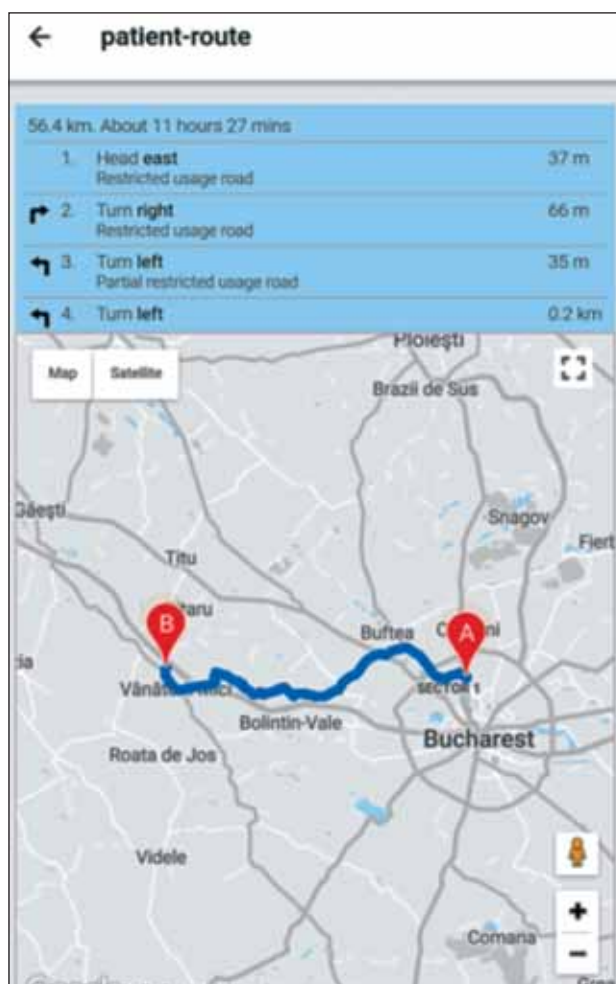 patient-route
56.4 km. About 11 hours 27 mins
1. Head east 37 m
Restricted usage road
2. Turn right 66 m
Restricted usage road
3. Turn left 35 m
Partial restricted usage road
4. Turn left 0.2 km
Ploiești
Map Satellite
Brazii de Sus
Găești
Snagov
Titu
Fiert
B
A
Buftea
SECTOR 1
Bolintin-Vale
Bucharest
Roata de Jos
Videle
+
Comana
−